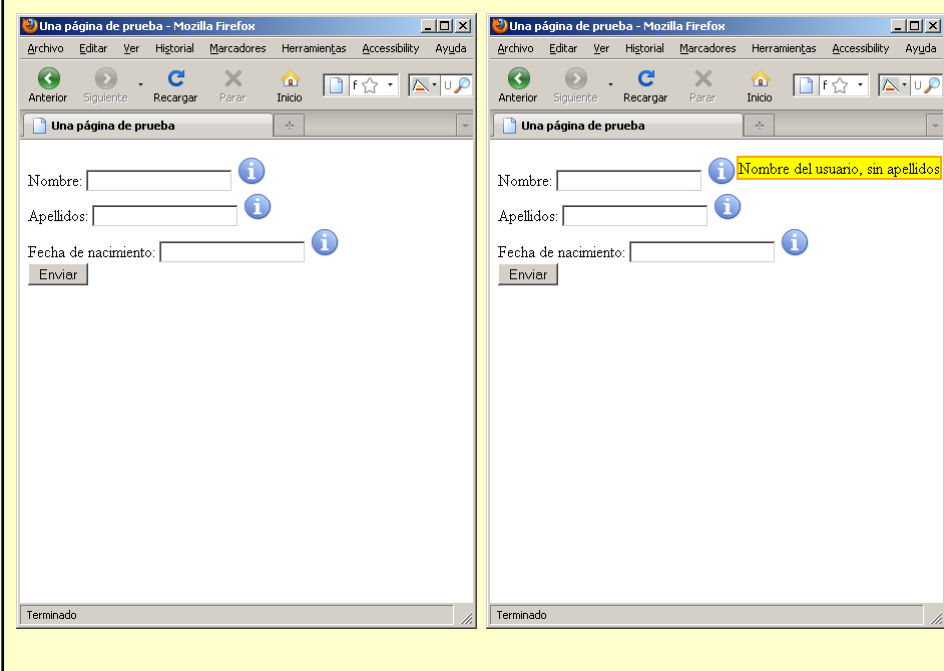 Una página de prueba - Mozilla Firefox
Archivo Editar Ver Historial Marcadores Herramientas Accessibility Ayuda
Anterior Siguiente Recargar Parar Inicio f U
Una página de prueba
Nombre:
Apellidos:
Fecha de nacimiento:
Enviar
Terminado
Una página de prueba - Mozilla Firefox
Archivo Editar Ver Historial Marcadores Herramientas Accessibility Ayuda
Anterior Siguiente Recargar Parar Inicio f U
Una página de prueba
Nombre: Nombre del usuario, sin apellidos
Apellidos:
Fecha de nacimiento:
Enviar
Terminado